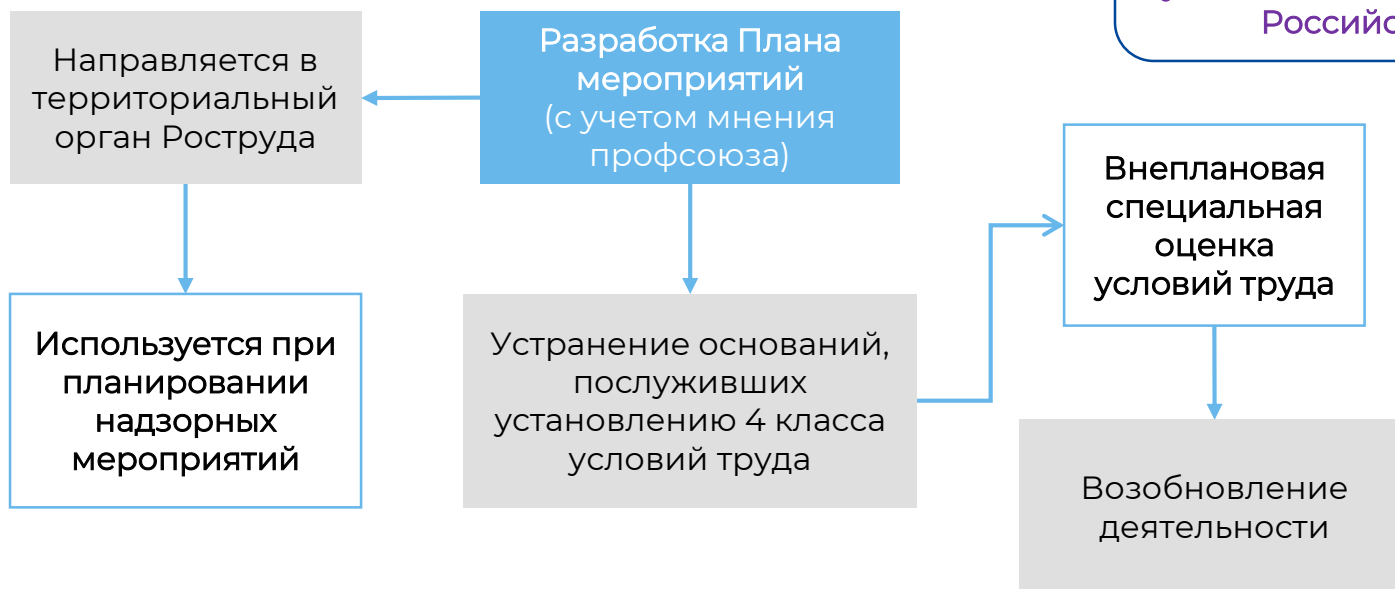 Российс
Направляется в
территориальный
орган Роструда
Разработка Плана
мероприятий
(с учетом мнения
профсоюза)
Внеплановая
специальная
оценка
условий труда
Используется при
планировании
надзорных
мероприятий
Устранение оснований,
послуживших
установлению 4 класса
условий труда
Возобновление
деятельности